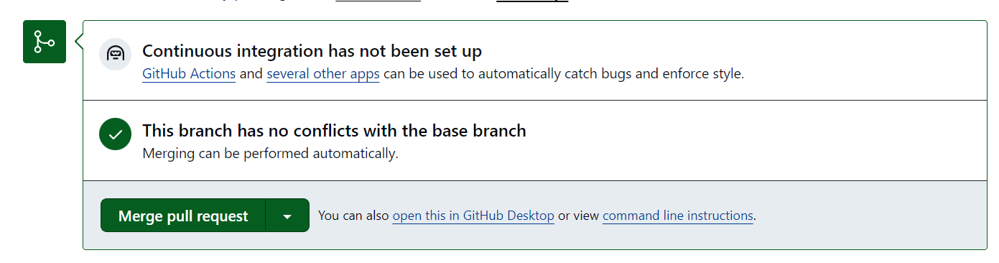 Continuous integration has not been set up
GitHub Actions and several other apps can be used to automatically catch bugs and enforce style.
This branch has no conflicts with the base branch
Merging can be performed automatically.
Merge pull request
You can also open this in GitHub Desktop or view command line instructions.